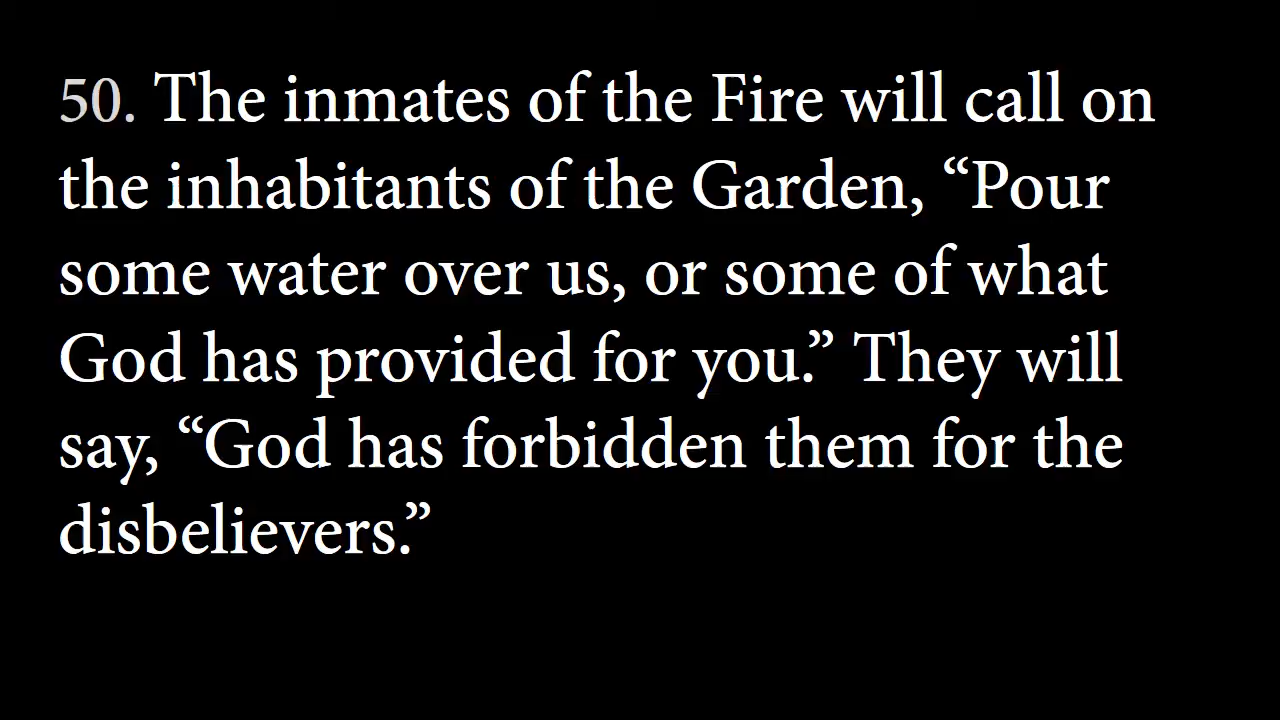 50. The inmates of the Fire will call on
the inhabitants of the Garden, “Pour
some water over us, or some of what
God has provided for you.” They will
say, “God has forbidden them for the
disbelievers.”